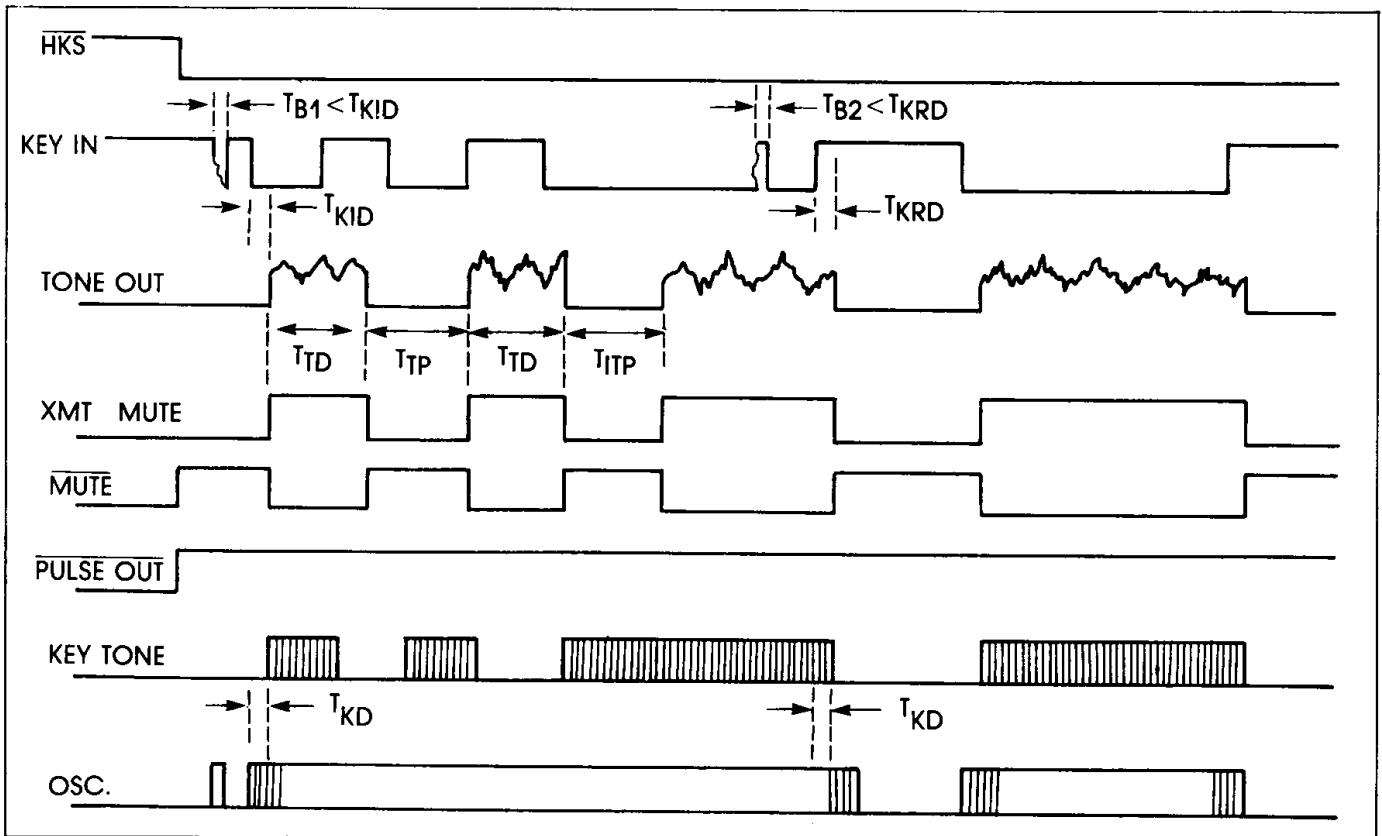 HKS
T_B1 < T_KID T_B2 < T_KRD
KEY IN
T_KID T_KRD
TONE OUT
T_TD T_TP T_TD T_ITP
XMT MUTE
MUTE
PULSE OUT
KEY TONE
T_KD T_KD
OSC.